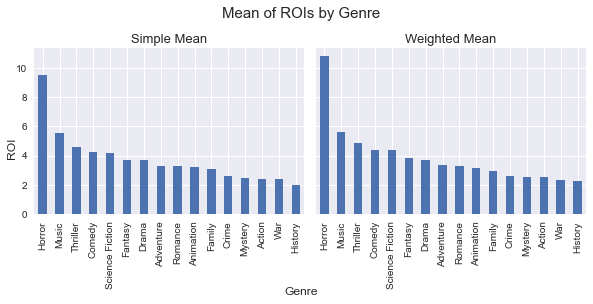 Mean of ROIs by Genre
Simple Mean
Weighted Mean
ROI
10
8
6
4
2
0
Horror
Music
Thriller
Comedy
Science Fiction
Fantasy
Drama
Adventure
Romance
Animation
Family
Crime
Mystery
Action
War
History
Horror
Music
Thriller
Comedy
Science Fiction
Fantasy
Drama
Adventure
Romance
Animation
Family
Crime
Mystery
Action
War
History
Genre